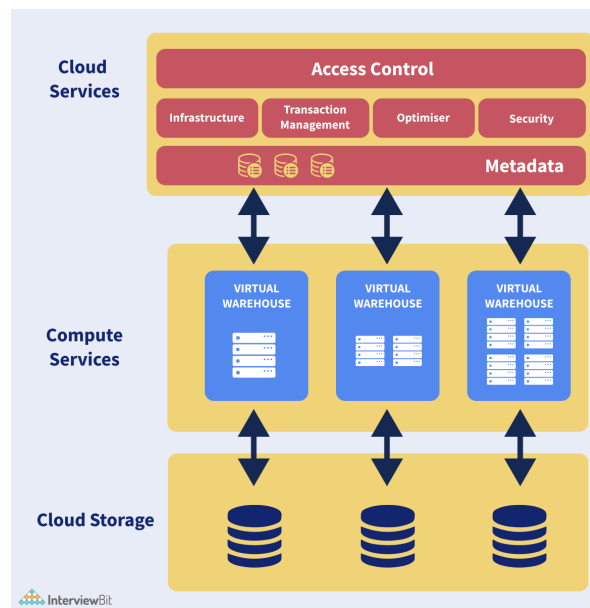 Cloud
Services
Access Control
Infrastructure
Transaction
Management
Optimiser
Security
Metadata
Compute
Services
VIRTUAL
WAREHOUSE
VIRTUAL
WAREHOUSE
VIRTUAL
WAREHOUSE
Cloud Storage
InterviewBit